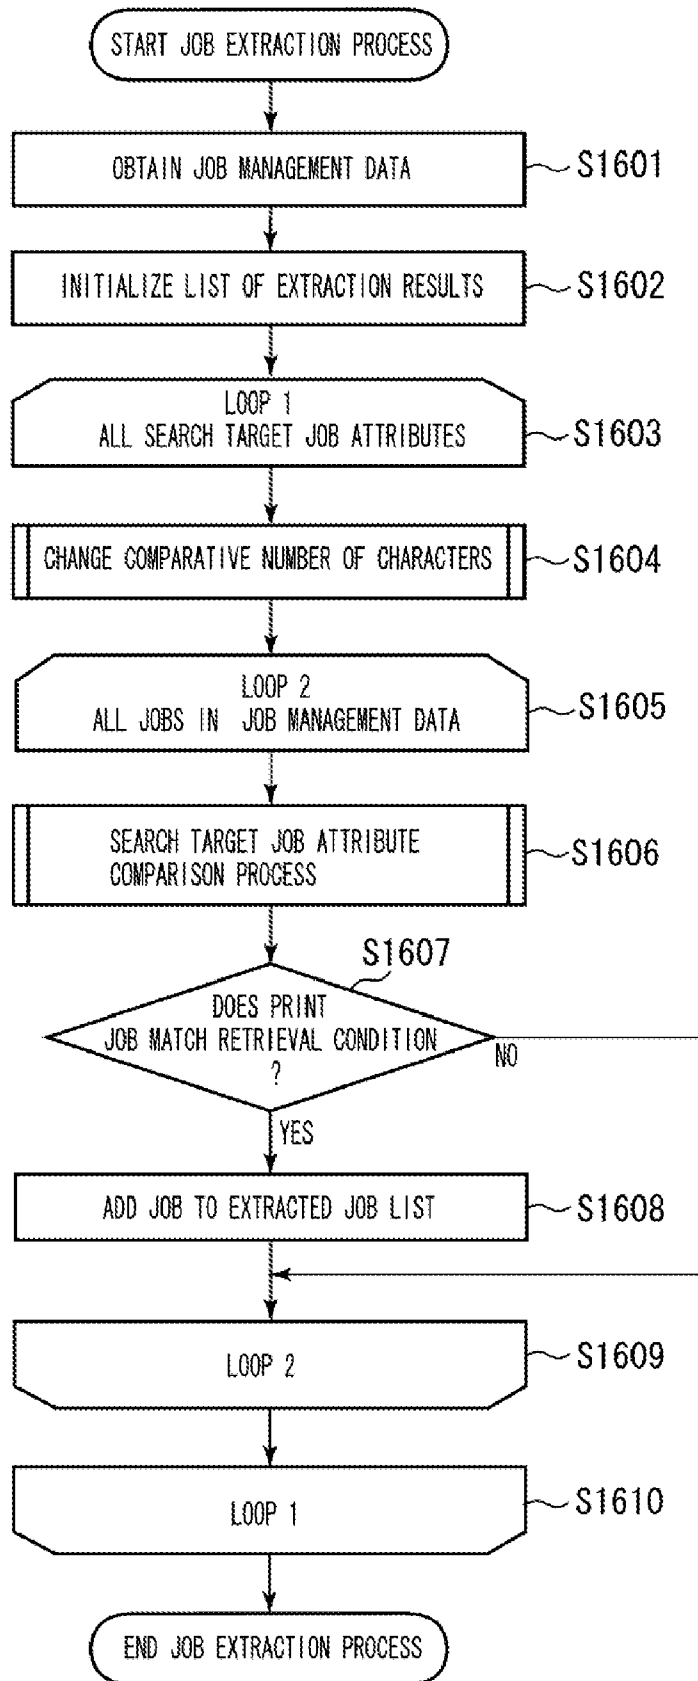 START JOB EXTRACTION PROCESS
OBTAIN JOB MANAGEMENT DATA
S1601
INITIALIZE LIST OF EXTRACTION RESULTS
S1602
LOOP 1
ALL SEARCH TARGET JOB ATTRIBUTES
S1603
CHANGE COMPARATIVE NUMBER OF CHARACTERS
S1604
LOOP 2
ALL JOBS IN JOB MANAGEMENT DATA
S1605
SEARCH TARGET JOB ATTRIBUTE
COMPARISON PROCESS
S1606
S1607
DOES PRINT
JOB MATCH RETRIEVAL CONDITION
?
NO
YES
ADD JOB TO EXTRACTED JOB LIST
S1608
LOOP 2
S1609
LOOP 1
S1610
END JOB EXTRACTION PROCESS